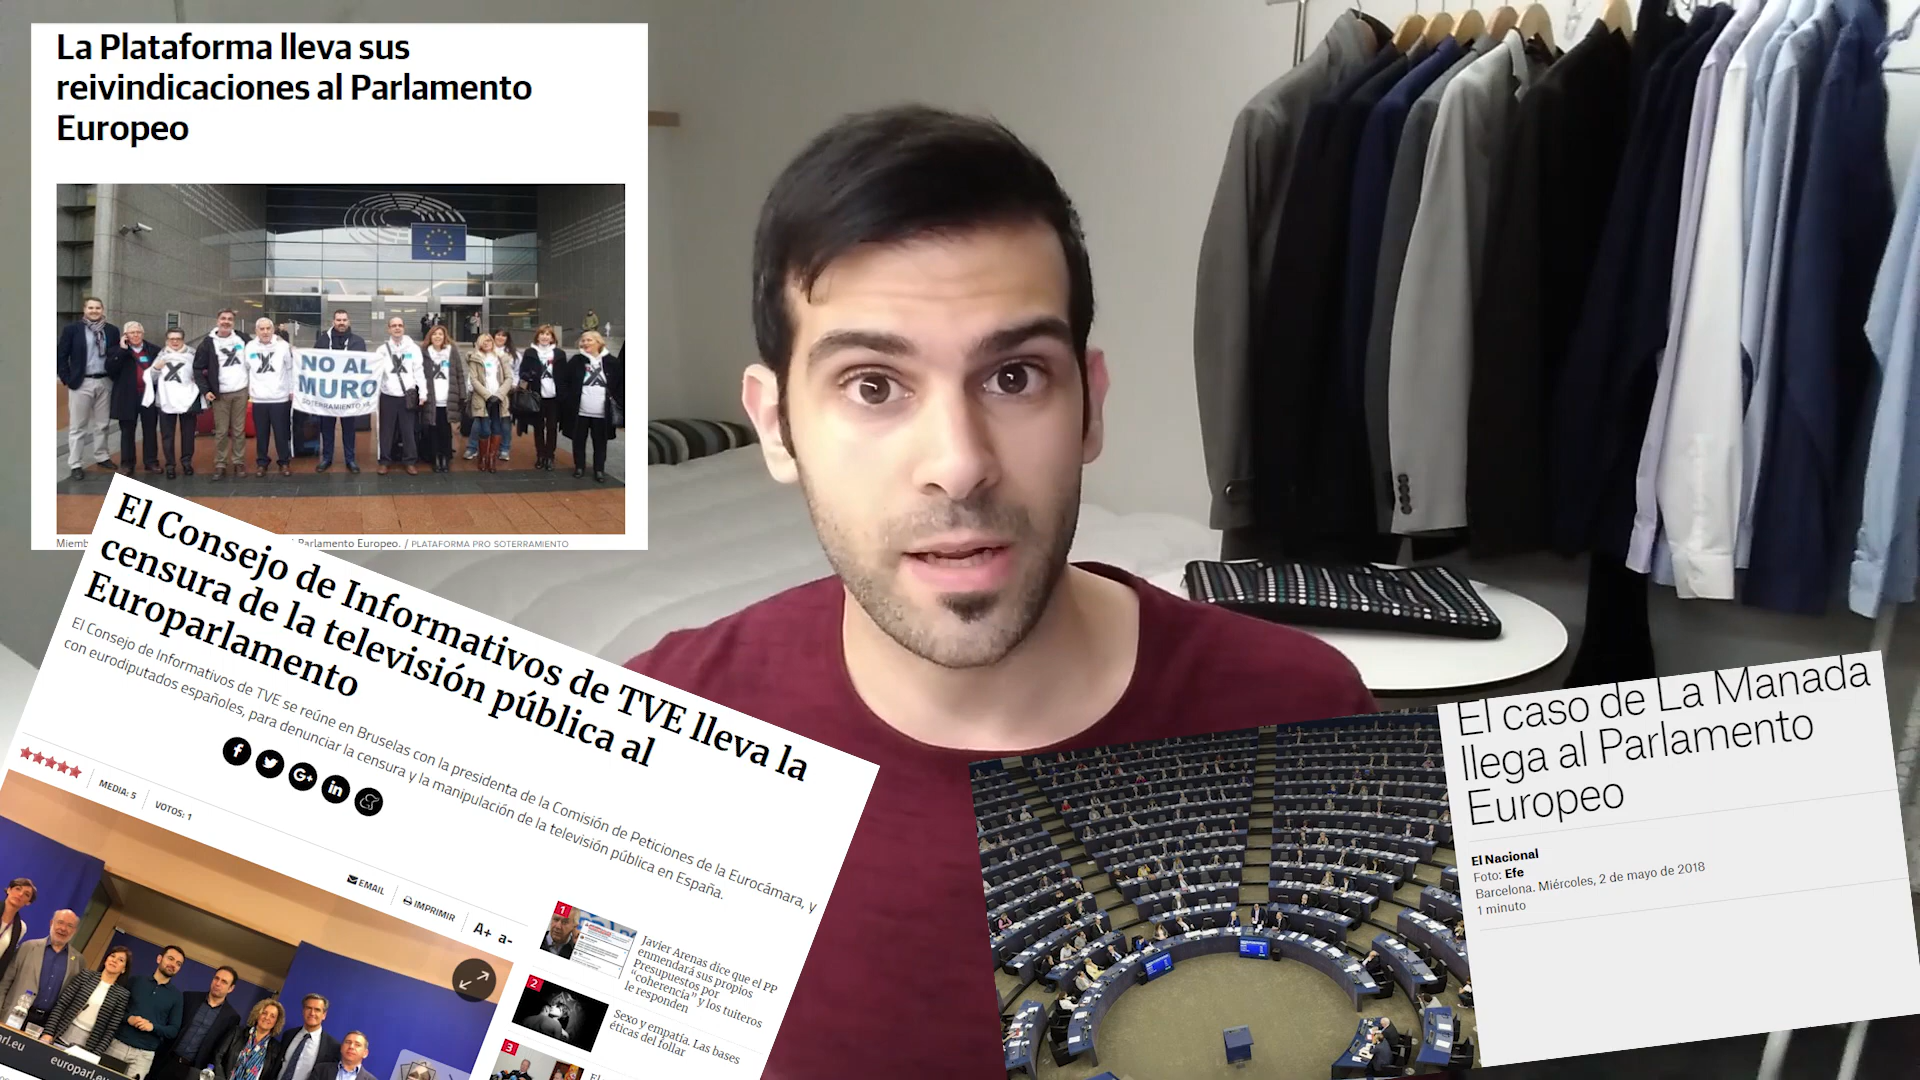 La Plataforma lleva sus
reivindicaciones al Parlamento
Europeo
NO AL
MURO
SOTERRAMIENTO
Parlamento Europeo. / PLATAFORMA PRO SOTERRAMIENTO
El Consejo de Informativos de TVE lleva la
censura de la televisión pública al
Europarlamento
El Consejo de Informativos de TVE se reúne en Bruselas con la presidenta de la Comisión de Peticiones de la Eurocámara, y
con eurodiputados españoles, para denunciar la censura y la manipulación de la televisión pública en España.
MEDIA: 5
VOTOS: 1
EMAIL
IMPRIMIR
A+ a-
1
Javier Arenas dice que el PP
enmendará sus propios
Presupuestos por
“coherencia” y los tuiteros
le responden
2
Sexo y empatía. Las bases
éticas del follar
3
europarl.eu
El caso de La Manada
llega al Parlamento
Europeo
El Nacional
Foto: Efe
Barcelona. Miércoles, 2 de mayo de 2018
1 minuto